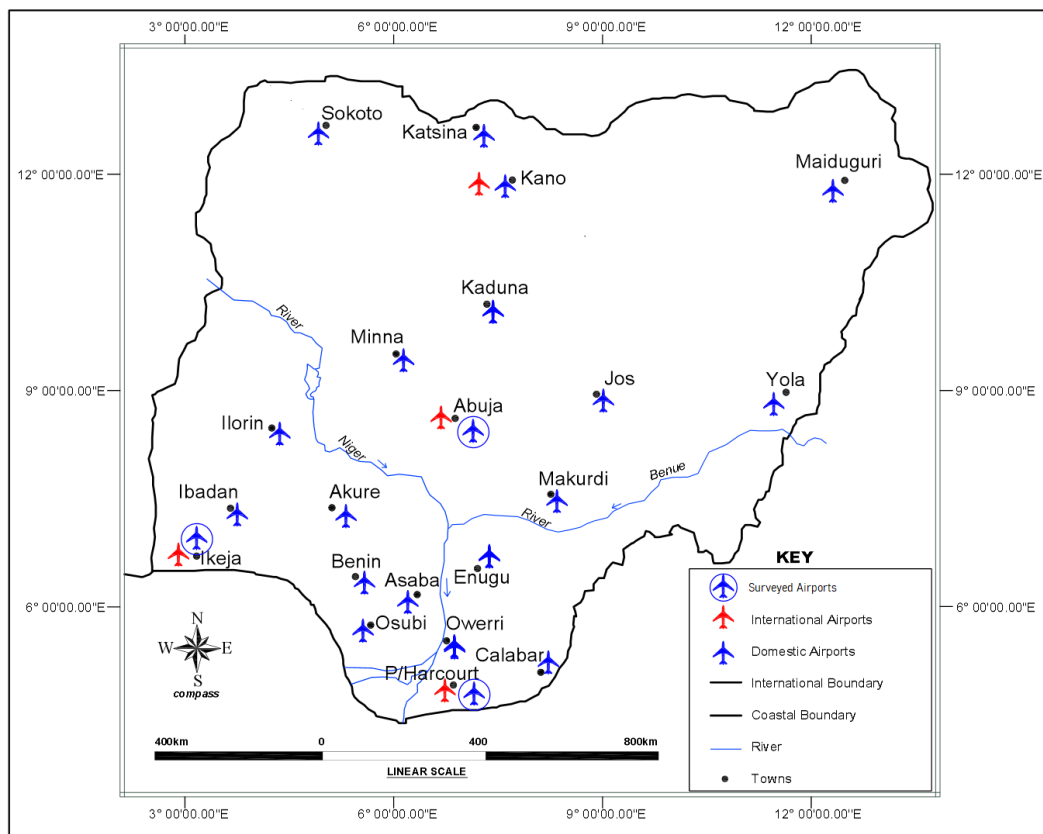 3° 00'00.00"E 6° 00'00.00"E 9° 00'00.00"E 12° 00'00.00"E
Sokoto
Katsina
Kano
Maiduguri
12° 00'00.00"E 12° 00'00.00"E
Kaduna
River
Minna
Jos
Yola
9° 00'00.00"E 9° 00'00.00"E
Abuja
Ilorin
Niger
Benue
Makurdi
Ibadan
Akure
River
Ikeja
Benin
Enugu
Asaba
Osubi
Owerri
Calabar
P/Harcourt
6° 00'00.00"E 6° 00'00.00"E
N
W E
S
compass
KEY
Surveyed Airports
International Airports
Domestic Airports
International Boundary
Coastal Boundary
River
Towns
400km 0 400 800km
LINEAR SCALE
3° 00'00.00"E 6° 00'00.00"E 9° 00'00.00"E 12° 00'00.00"E